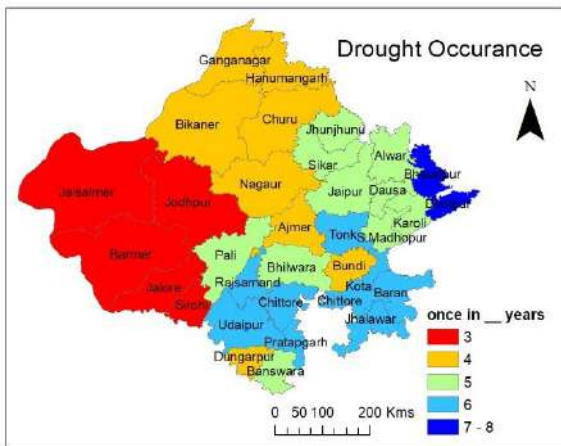 Drought Occurance
N
Ganganagar
Hanumangarh
Bikaner
Churu
Jhunjhunu
Sikar
Alwar
Bharatpur
Jaisalmer
Jodhpur
Nagaur
Jaipur
Dausa
Dholpur
Karoli
Ajmer
Tonk
S.Madhopur
Barmer
Pali
Bhilwara
Bundi
Jalore
Rajsamand
Kota
Sirohi
Chittore
Chittore
Baran
Udaipur
Jhalawar
Pratapgarh
Dungarpur
Banswara
once in __ years
3
4
5
6
7 - 8
0 50 100 200 Kms